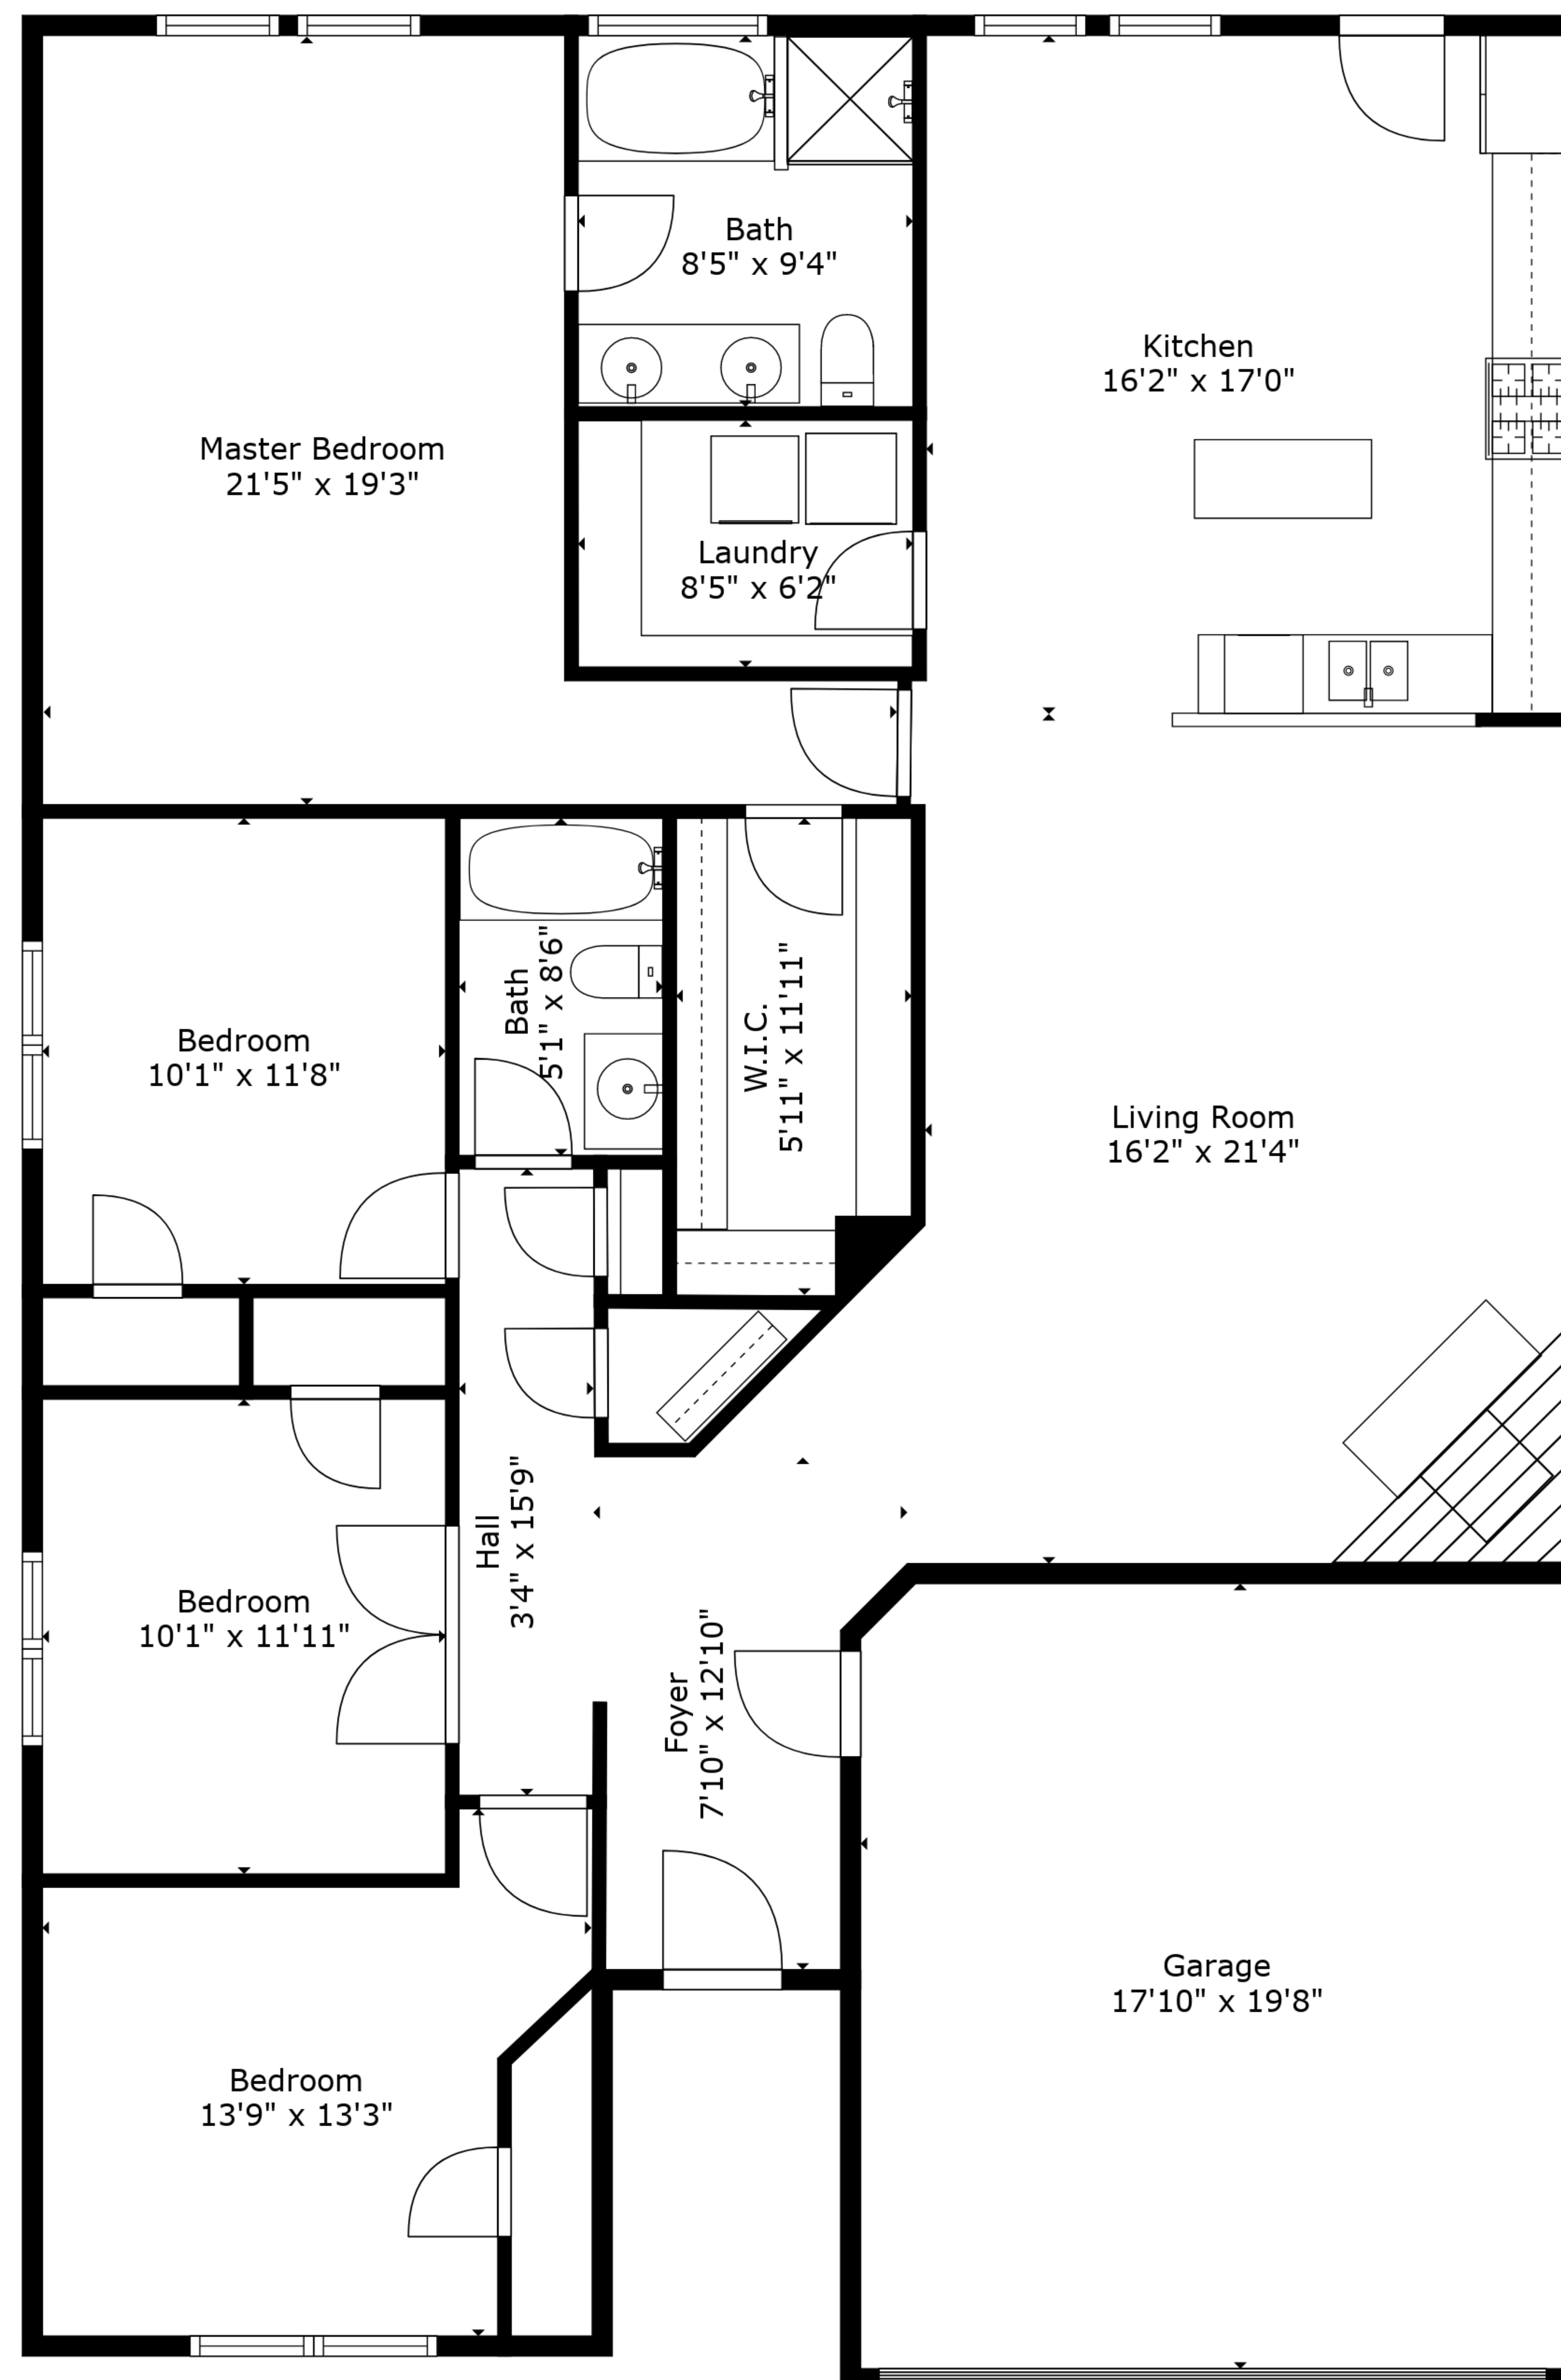 Bath
8'5" x 9'4"
Kitchen
16'2" x 17'0"
Master Bedroom
21'5" x 19'3"
Laundry
8'5" x 6'2"
Bath
5'1" x 8'6"
W.I.C.
5'11" x 11'11"
Bedroom
10'1" x 11'8"
Living Room
16'2" x 21'4"
Hall
3'4" x 15'9"
Bedroom
10'1" x 11'11"
Foyer
7'10" x 12'10"
Garage
17'10" x 19'8"
Bedroom
13'9" x 13'3"